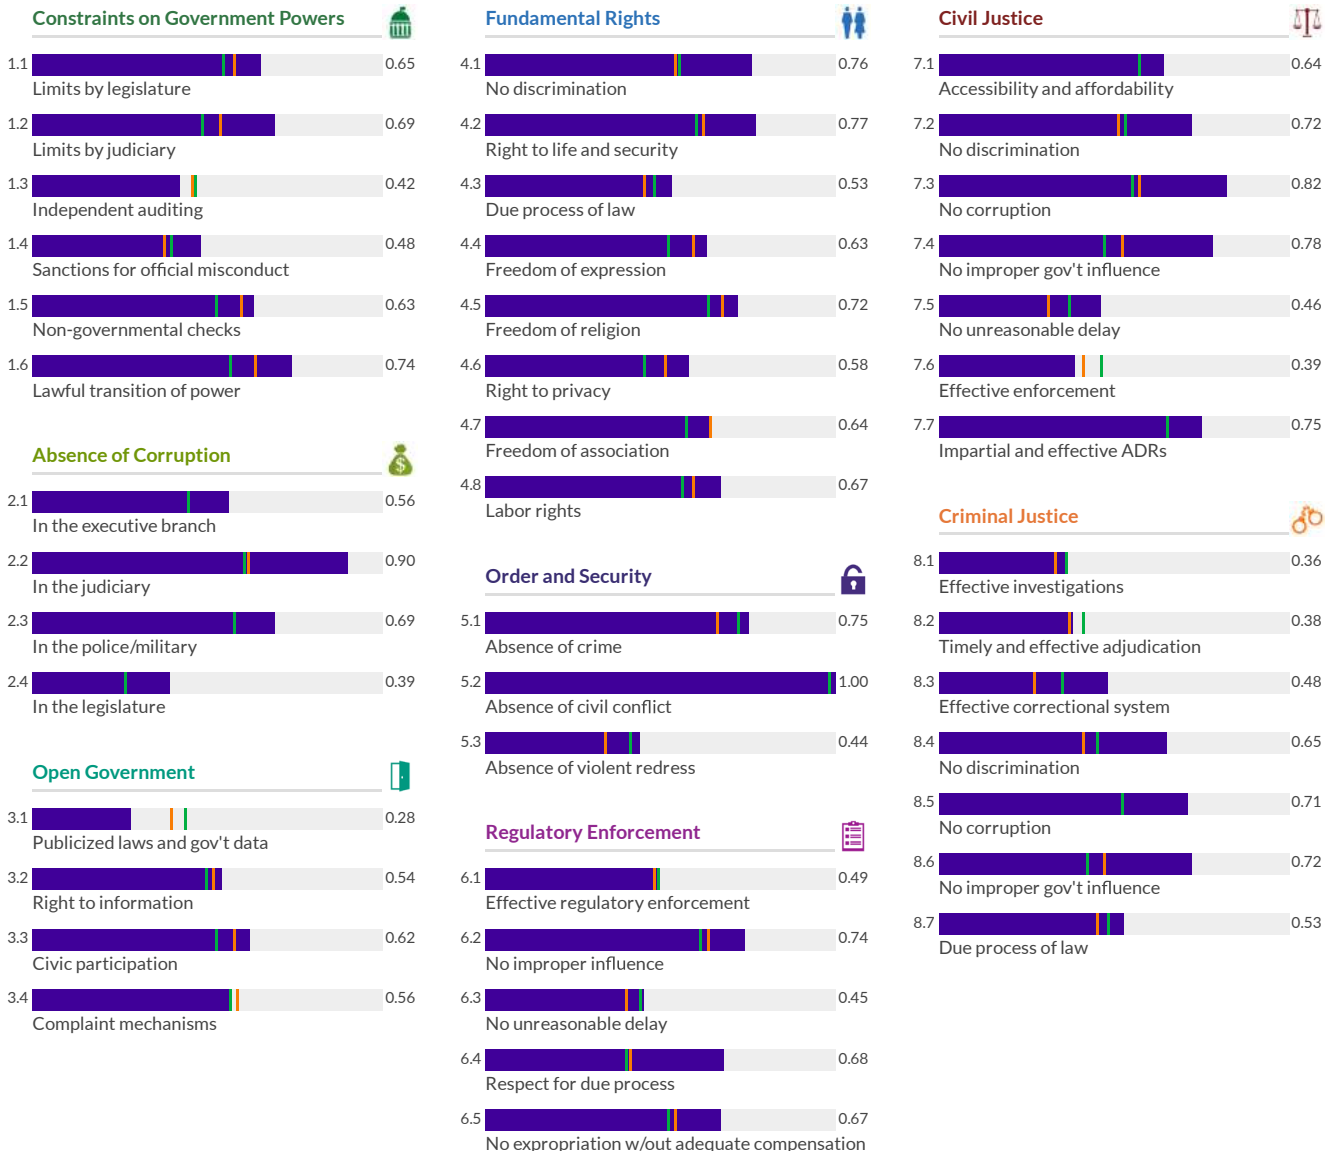 Constraints on Government Powers
1.1 0.65
Limits by legislature
1.2 0.69
Limits by judiciary
1.3 0.42
Independent auditing
1.4 0.48
Sanctions for official misconduct
1.5 0.63
Non-governmental checks
1.6 0.74
Lawful transition of power
Absence of Corruption
$
2.1 0.56
In the executive branch
2.2 0.90
In the judiciary
2.3 0.69
In the police/military
2.4 0.39
In the legislature
Open Government
3.1 0.28
Publicized laws and gov't data
3.2 0.54
Right to information
3.3 0.62
Civic participation
3.4 0.56
Complaint mechanisms
Fundamental Rights
4.1 0.76
No discrimination
4.2 0.77
Right to life and security
4.3 0.53
Due process of law
4.4 0.63
Freedom of expression
4.5 0.72
Freedom of religion
4.6 0.58
Right to privacy
4.7 0.64
Freedom of association
4.8 0.67
Labor rights
Order and Security
5.1 0.75
Absence of crime
5.2 1.00
Absence of civil conflict
5.3 0.44
Absence of violent redress
Regulatory Enforcement
6.1 0.49
Effective regulatory enforcement
6.2 0.74
No improper influence
6.3 0.45
No unreasonable delay
6.4 0.68
Respect for due process
6.5 0.67
No expropriation w/out adequate compensation
Civil Justice
7.1 0.64
Accessibility and affordability
7.2 0.72
No discrimination
7.3 0.82
No corruption
7.4 0.78
No improper gov't influence
7.5 0.46
No unreasonable delay
7.6 0.39
Effective enforcement
7.7 0.75
Impartial and effective ADRs
Criminal Justice
8.1 0.36
Effective investigations
8.2 0.38
Timely and effective adjudication
8.3 0.48
Effective correctional system
8.4 0.65
No discrimination
8.5 0.71
No corruption
8.6 0.72
No improper gov't influence
8.7 0.53
Due process of law